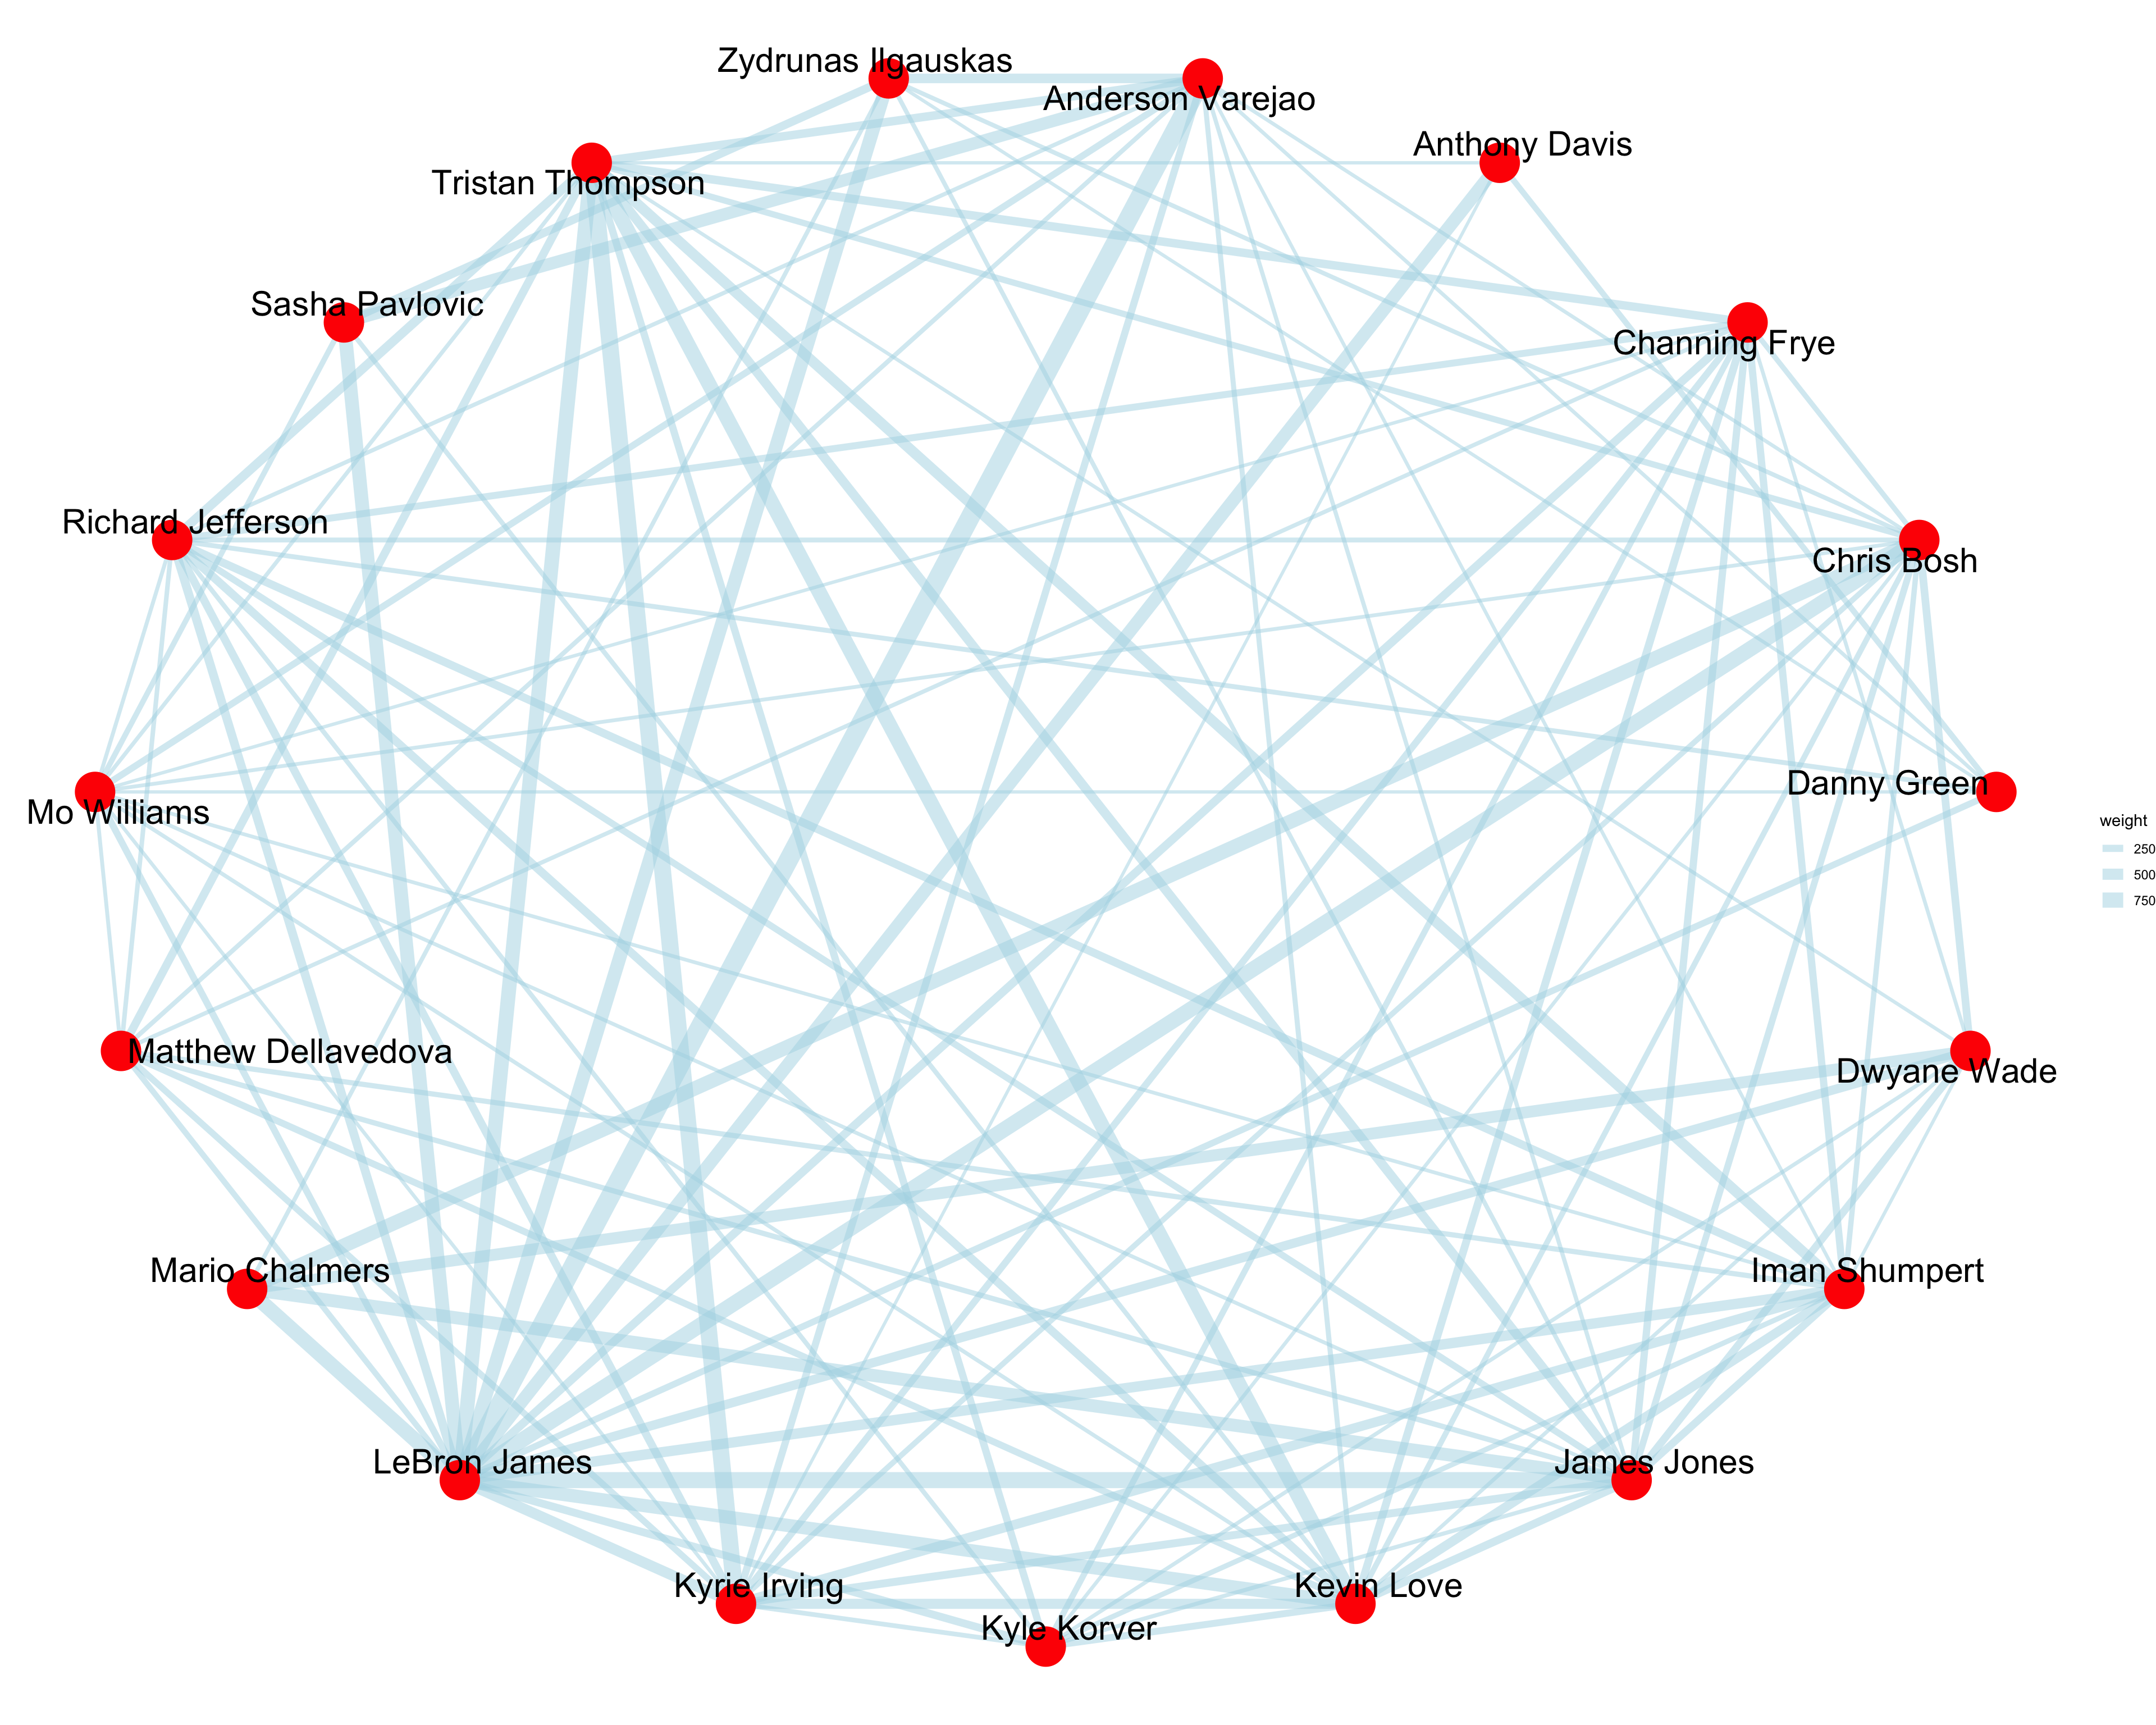 Zydrunas Ilgauskas
Anderson Varejao
Anthony Davis
Tristan Thompson
Sasha Pavlovic
Channing Frye
Richard Jefferson
Chris Bosh
Danny Green
Mo Williams
weight
250
500
750
Matthew Dellavedova
Dwyane Wade
Mario Chalmers
Iman Shumpert
LeBron James
James Jones
Kyrie Irving
Kevin Love
Kyle Korver